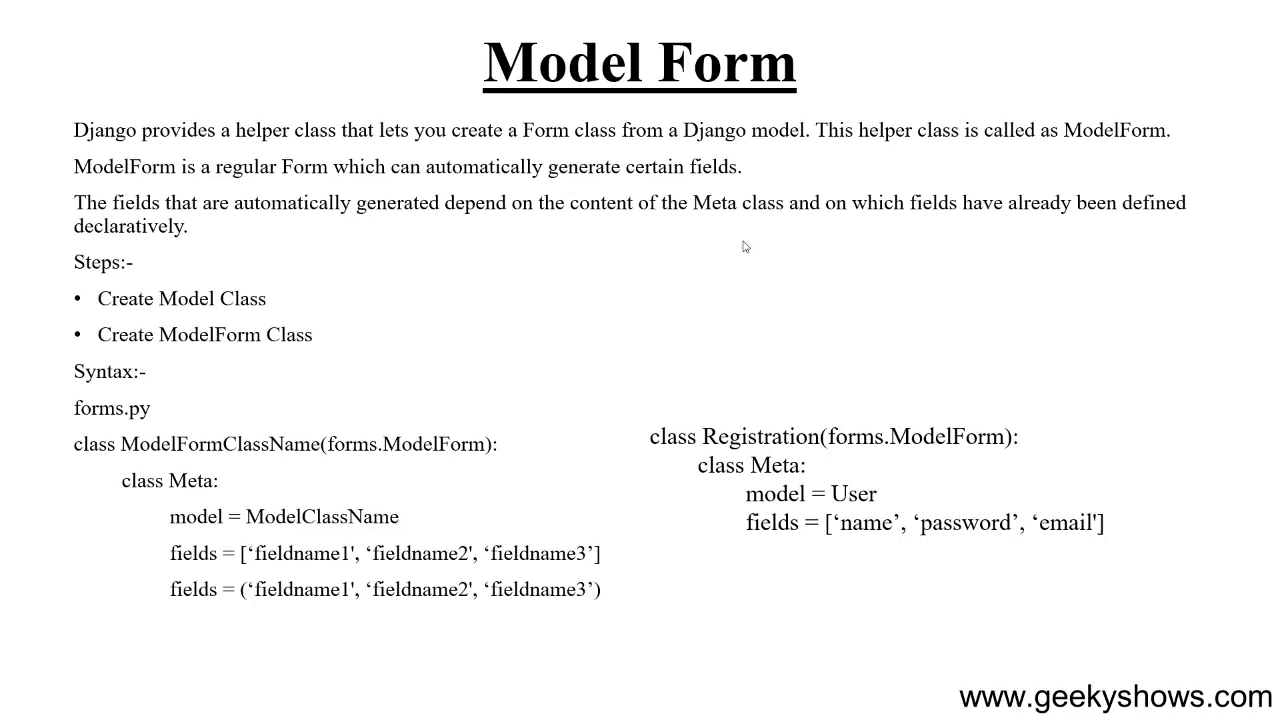 Model Form
Django provides a helper class that lets you create a Form class from a Django model. This helper class is called as ModelForm.
ModelForm is a regular Form which can automatically generate certain fields.
The fields that are automatically generated depend on the content of the Meta class and on which fields have already been defined
declaratively.
Steps:-
• Create Model Class
• Create ModelForm Class
Syntax:-
forms.py
class ModelFormClassName(forms.ModelForm):
class Meta:
model = ModelClassName
fields = [‘fieldname1', ‘fieldname2', ‘fieldname3’]
fields = (‘fieldname1', ‘fieldname2', ‘fieldname3’)
class Registration(forms.ModelForm):
class Meta:
model = User
fields = [‘name’, ‘password’, ‘email']
www.geekyshows.com